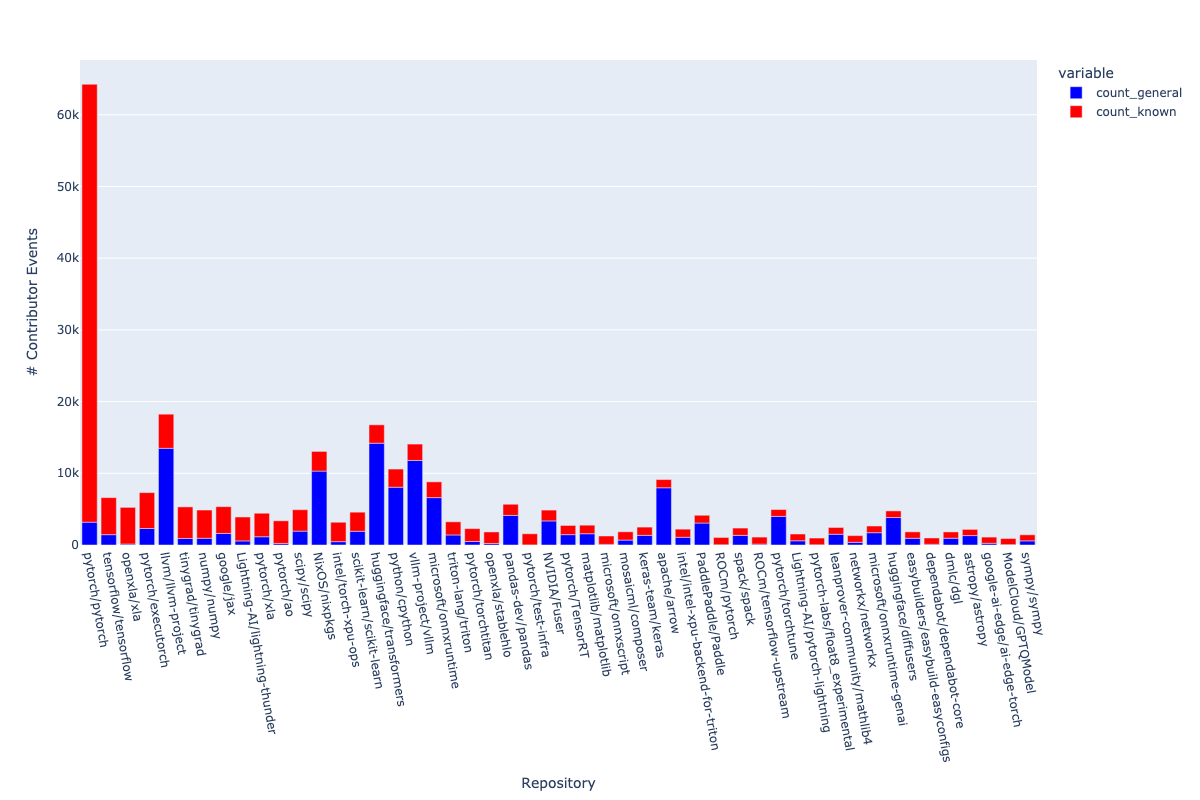 variable
count_general
count_known
# Contributor Events
60k
50k
40k
30k
20k
10k
0
pytorch/pytorch
tensorflow/tensorflow
openxla/xla
pytorch/executorch
llvm/llvm-project
tinygrad/tinygrad
numpy/numpy
google/jax
Lightning-AI/lightning-thunder
pytorch/xla
pytorch/ao
scipy/scipy
NixOS/nixpkgs
intel/torch-xpu-ops
scikit-learn/scikit-learn
huggingface/transformers
python/cpython
vllm-project/vllm
microsoft/onnxruntime
triton-lang/triton
pytorch/torchtitan
openxla/stablehlo
pandas-dev/pandas
pytorch/test-infra
NVIDIA/Fuser
pytorch/TensorRT
matplotlib/matplotlib
microsoft/onnxscript
mosaicml/composer
keras-team/keras
apache/arrow
intel/intel-xpu-backend-for-triton
PaddlePaddle/Paddle
ROCm/pytorch
spack/spack
ROCm/tensorflow-upstream
pytorch/torchtune
Lightning-AI/pytorch-lightning
pytorch-labs/float8_experimental
leanprover-community/mathlib4
networkx/networkx
microsoft/onnxruntime-genai
huggingface/diffusers
easybuilders/easybuild-easyconfigs
dependabot/dependabot-core
dmlc/dgl
astropy/astropy
google-ai-edge/ai-edge-torch
ModelCloud/GPTQModel
sympy/sympy
Repository